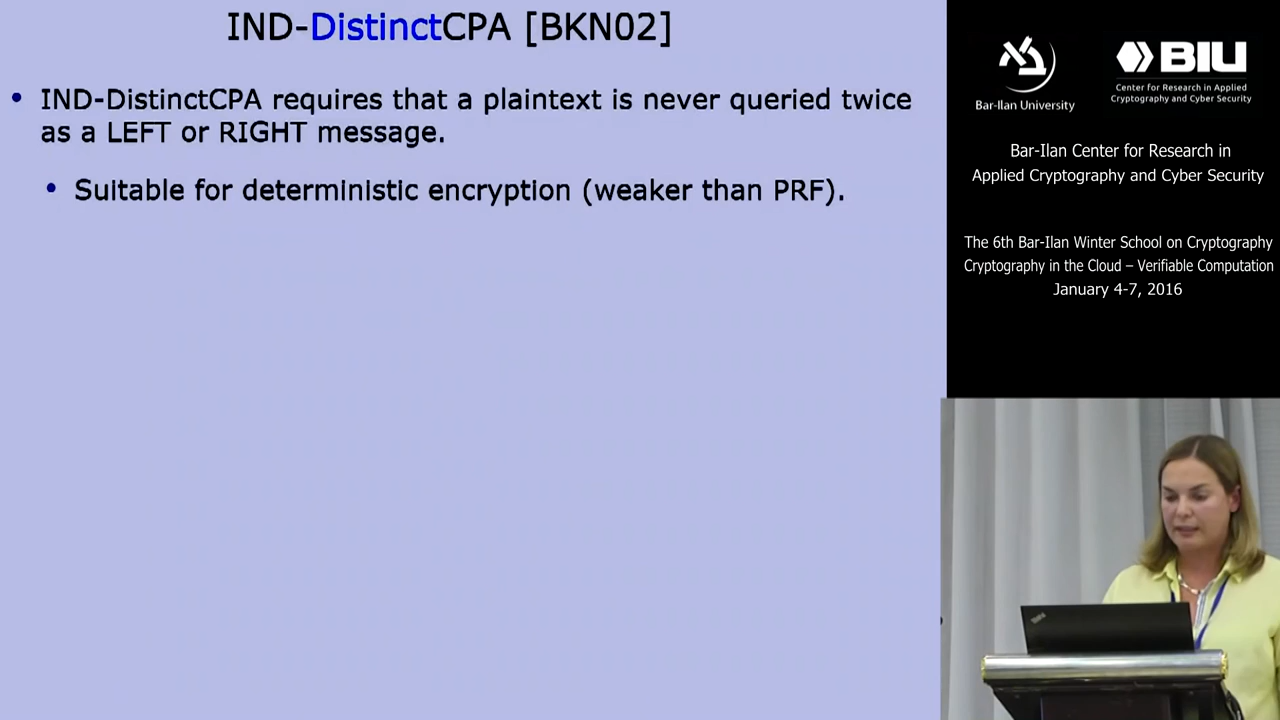 IND-DistinctCPA [BKN02]
• IND-DistinctCPA requires that a plaintext is never queried twice
as a LEFT or RIGHT message.
• Suitable for deterministic encryption (weaker than PRF).
Bar-Ilan University
BIU
Center for Research in Applied
Cryptography and Cyber Security
Bar-Ilan Center for Research in
Applied Cryptography and Cyber Security
The 6th Bar-Ilan Winter School on Cryptography
Cryptography in the Cloud – Verifiable Computation
January 4-7, 2016